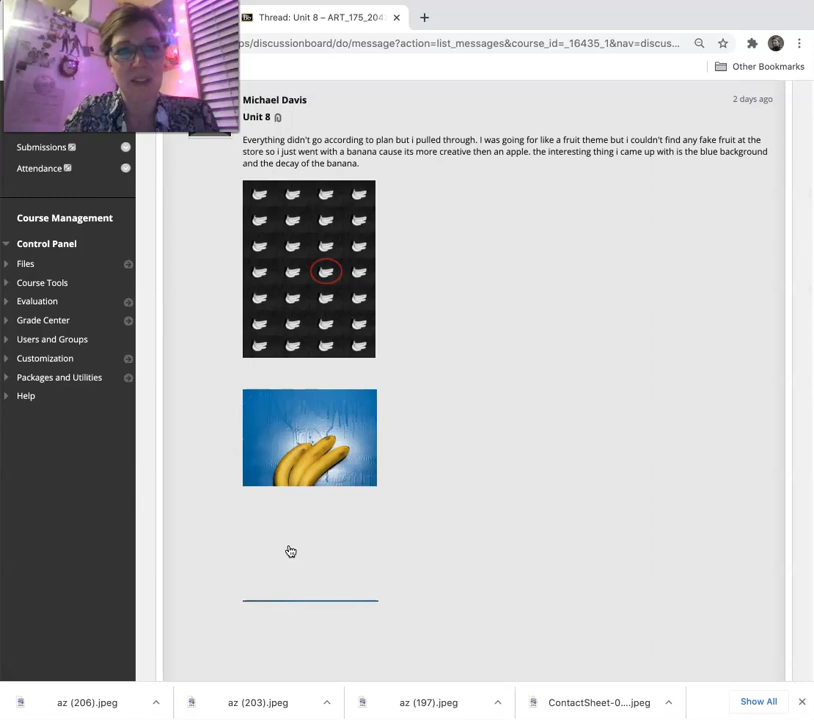 Thread: Unit 8 – ART_175_204
ps/discussionboard/do/message?action=list_messages&course_id=_16435_1&nav=discus...
Other Bookmarks
Michael Davis
2 days ago
Unit 8
Everything didn't go according to plan but i pulled through. I was going for like a fruit theme but i couldn't find any fake fruit at the
store so i just went with a banana cause its more creative then an apple. the interesting thing i came up with is the blue background
and the decay of the banana.
Submissions
Attendance
Course Management
Control Panel
Files
Course Tools
Evaluation
Grade Center
Users and Groups
Customization
Packages and Utilities
Help
az (206).jpeg
az (203).jpeg
az (197).jpeg
ContactSheet-0....jpeg
Show All